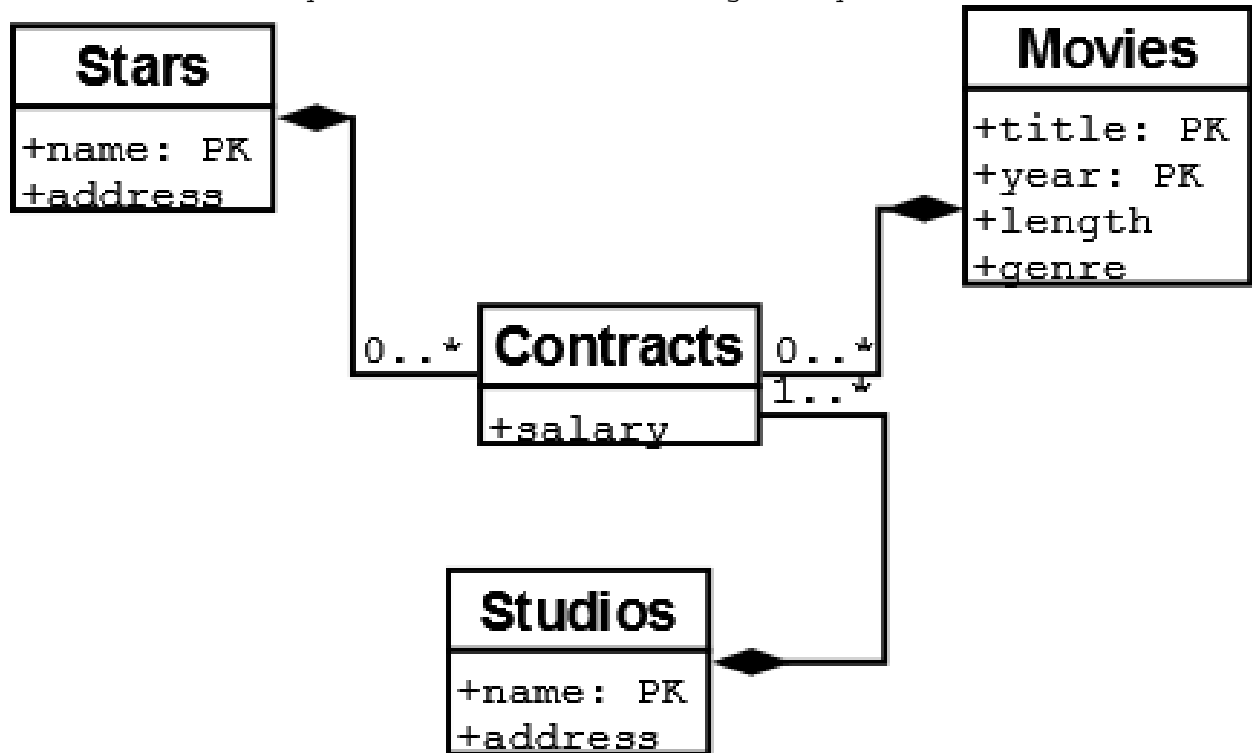 Stars
+name: PK
+address
Movies
+title: PK
+year: PK
+length
+genre
0..*
Contracts
0..*
1..*
+salary
Studios
+name: PK
+address